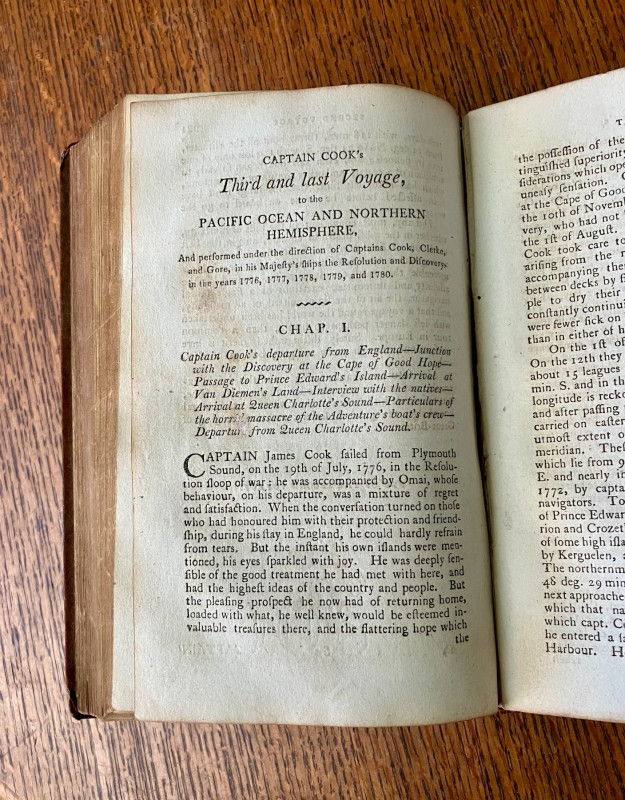 CAPTAIN COOK's
Third and laſt Voyage,
to the
PACIFIC OCEAN AND NORTHERN
HEMISPHERE,
And performed under the direction of Captains Cook, Clerke,
and Gore, in his Majeſty's ſhips the Reſolution and Diſcovery,
in the years 1776, 1777, 1778, 1779, and 1780.
CHAP. I.
Captain Cook's departure from England—Junction
with the Diſcovery at the Cape of Good Hope—
Paſſage to Prince Edward's Iſland—Arrival at
Van Diemen's Land—Interview with the natives—
Arrival at Queen Charlotte's Sound—Particulars of
the horrid maſſacre of the Adventure's boat's crew—
Departure from Queen Charlotte's Sound.
CAPTAIN James Cook ſailed from Plymouth
Sound, on the 19th of July, 1776, in the Reſolu-
tion ſloop of war: he was accompanied by Omai, whoſe
behaviour, on his departure, was a mixture of regret
and ſatisfaction. When the converſation turned on thoſe
who had honoured him with their protection and friend-
ſhip, during his ſtay in England, he could hardly refrain
from tears. But the inſtant his own iſlands were men-
tioned, his eyes ſparkled with joy. He was deeply ſen-
ſible of the good treatment he had met with here, and
had the higheſt ideas of the country and people. But
the pleaſing proſpect he now had of returning home,
loaded with what, he well knew, would be eſteemed in-
valuable treaſures there, and the flattering hope which
the
T
the poſſeſſion of the
tinguiſhed ſuperiority
ſiderations which ope
uneaſy ſenſation.
at the Cape of Good
the 10th of Novem
very, who had not
the 1ſt of Auguſt.
Cook took care to
ariſing from the
accompanying the
between decks by fi
ple to dry their
conſtantly continui
were fewer ſick on
than in either of h
On the 1ſt of
On the 12th they
about 15 leagues
min. S. and in th
longitude is recko
and after paſſing
carried on eaſter
utmoſt extent o
meridian. Theſ
which lie from 9
E. and nearly in
1772, by capta
navigators. To
of Prince Edwar
rion and Crozet
of ſome high iſla
by Kerguelen, a
The northernm
48 deg. 29 min
next approache
which that na
which capt. Co
he entered a ſa
Harbour. H